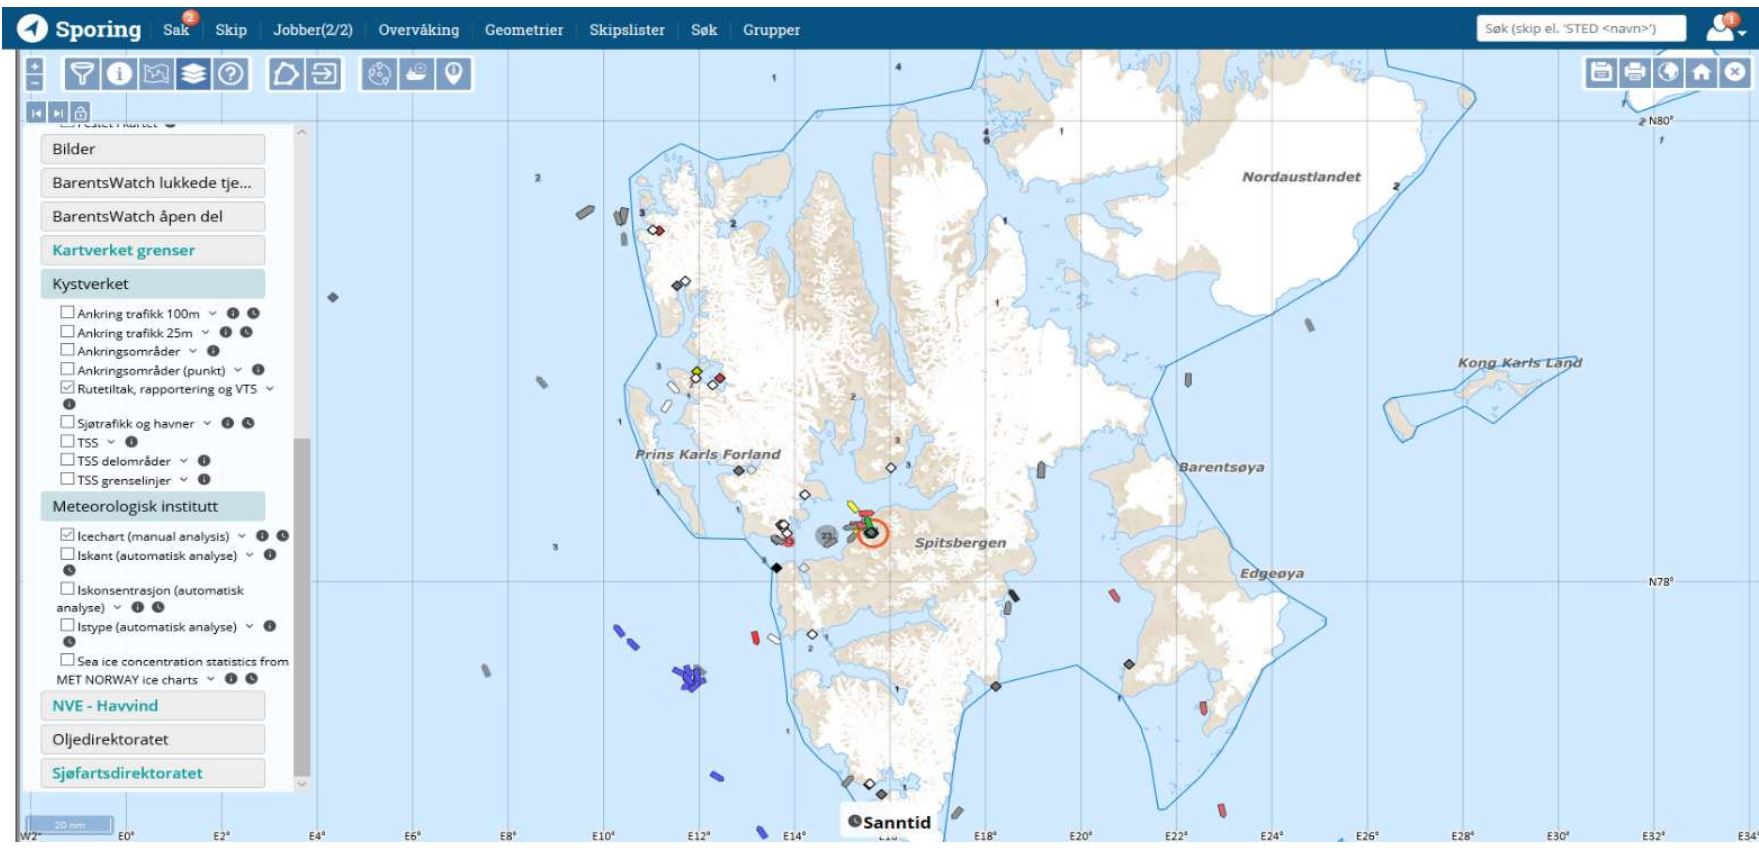 Sporing Sak 2 Skip Jobber(2/2) Overvåking Geometrier Skipslister Søk Grupper Søk (skip el. 'STED <navn>') 1
Bilder
BarentsWatch lukkede tje...
BarentsWatch åpen del
Kartverket grenser
Kystverket
Ankring trafikk 100m
Ankring trafikk 25m
Ankringsområder
Ankringsområder (punkt)
Rutetiltak, rapportering og VTS
Sjøtrafikk og havner
TSS
TSS delområder
TSS grenselinjer
Meteorologisk institutt
Icechart (manual analysis)
Iskant (automatisk analyse)
Iskonsentrasjon (automatisk
analyse)
Istype (automatisk analyse)
Sea ice concentration statistics from
MET NORWAY ice charts
NVE - Havvind
Oljedirektoratet
Sjøfartsdirektoratet
N80°
Nordaustlandet
Kong Karls Land
Prins Karls Forland
Barentsøya
23
Spitsbergen
Edgeøya
N78°
20 nm
Sanntid
W2° E0° E2° E4° E6° E8° E10° E12° E14° E18° E20° E22° E24° E26° E28° E30° E32° E34°